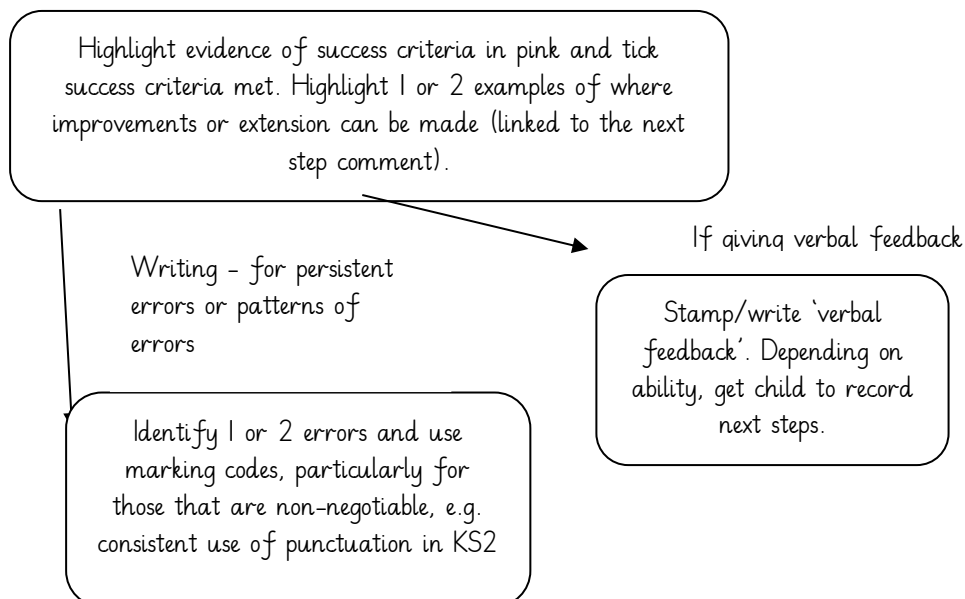 Highlight evidence of success criteria in pink and tick
success criteria met. Highlight 1 or 2 examples of where
improvements or extension can be made (linked to the next
step comment).
If giving verbal feedback
Writing – for persistent
errors or patterns of
errors
Stamp/write ‘verbal
feedback’. Depending on
ability, get child to record
next steps.
Identify 1 or 2 errors and use
marking codes, particularly for
those that are non-negotiable, e.g.
consistent use of punctuation in KS2